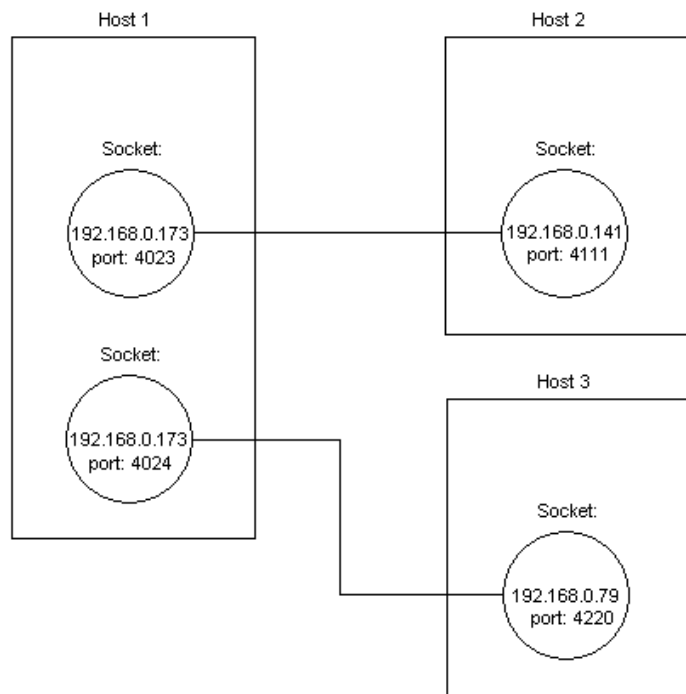 Host 1
Host 2
Socket:
192.168.0.173
port: 4023
Socket:
192.168.0.141
port: 4111
Socket:
192.168.0.173
port: 4024
Host 3
Socket:
192.168.0.79
port: 4220